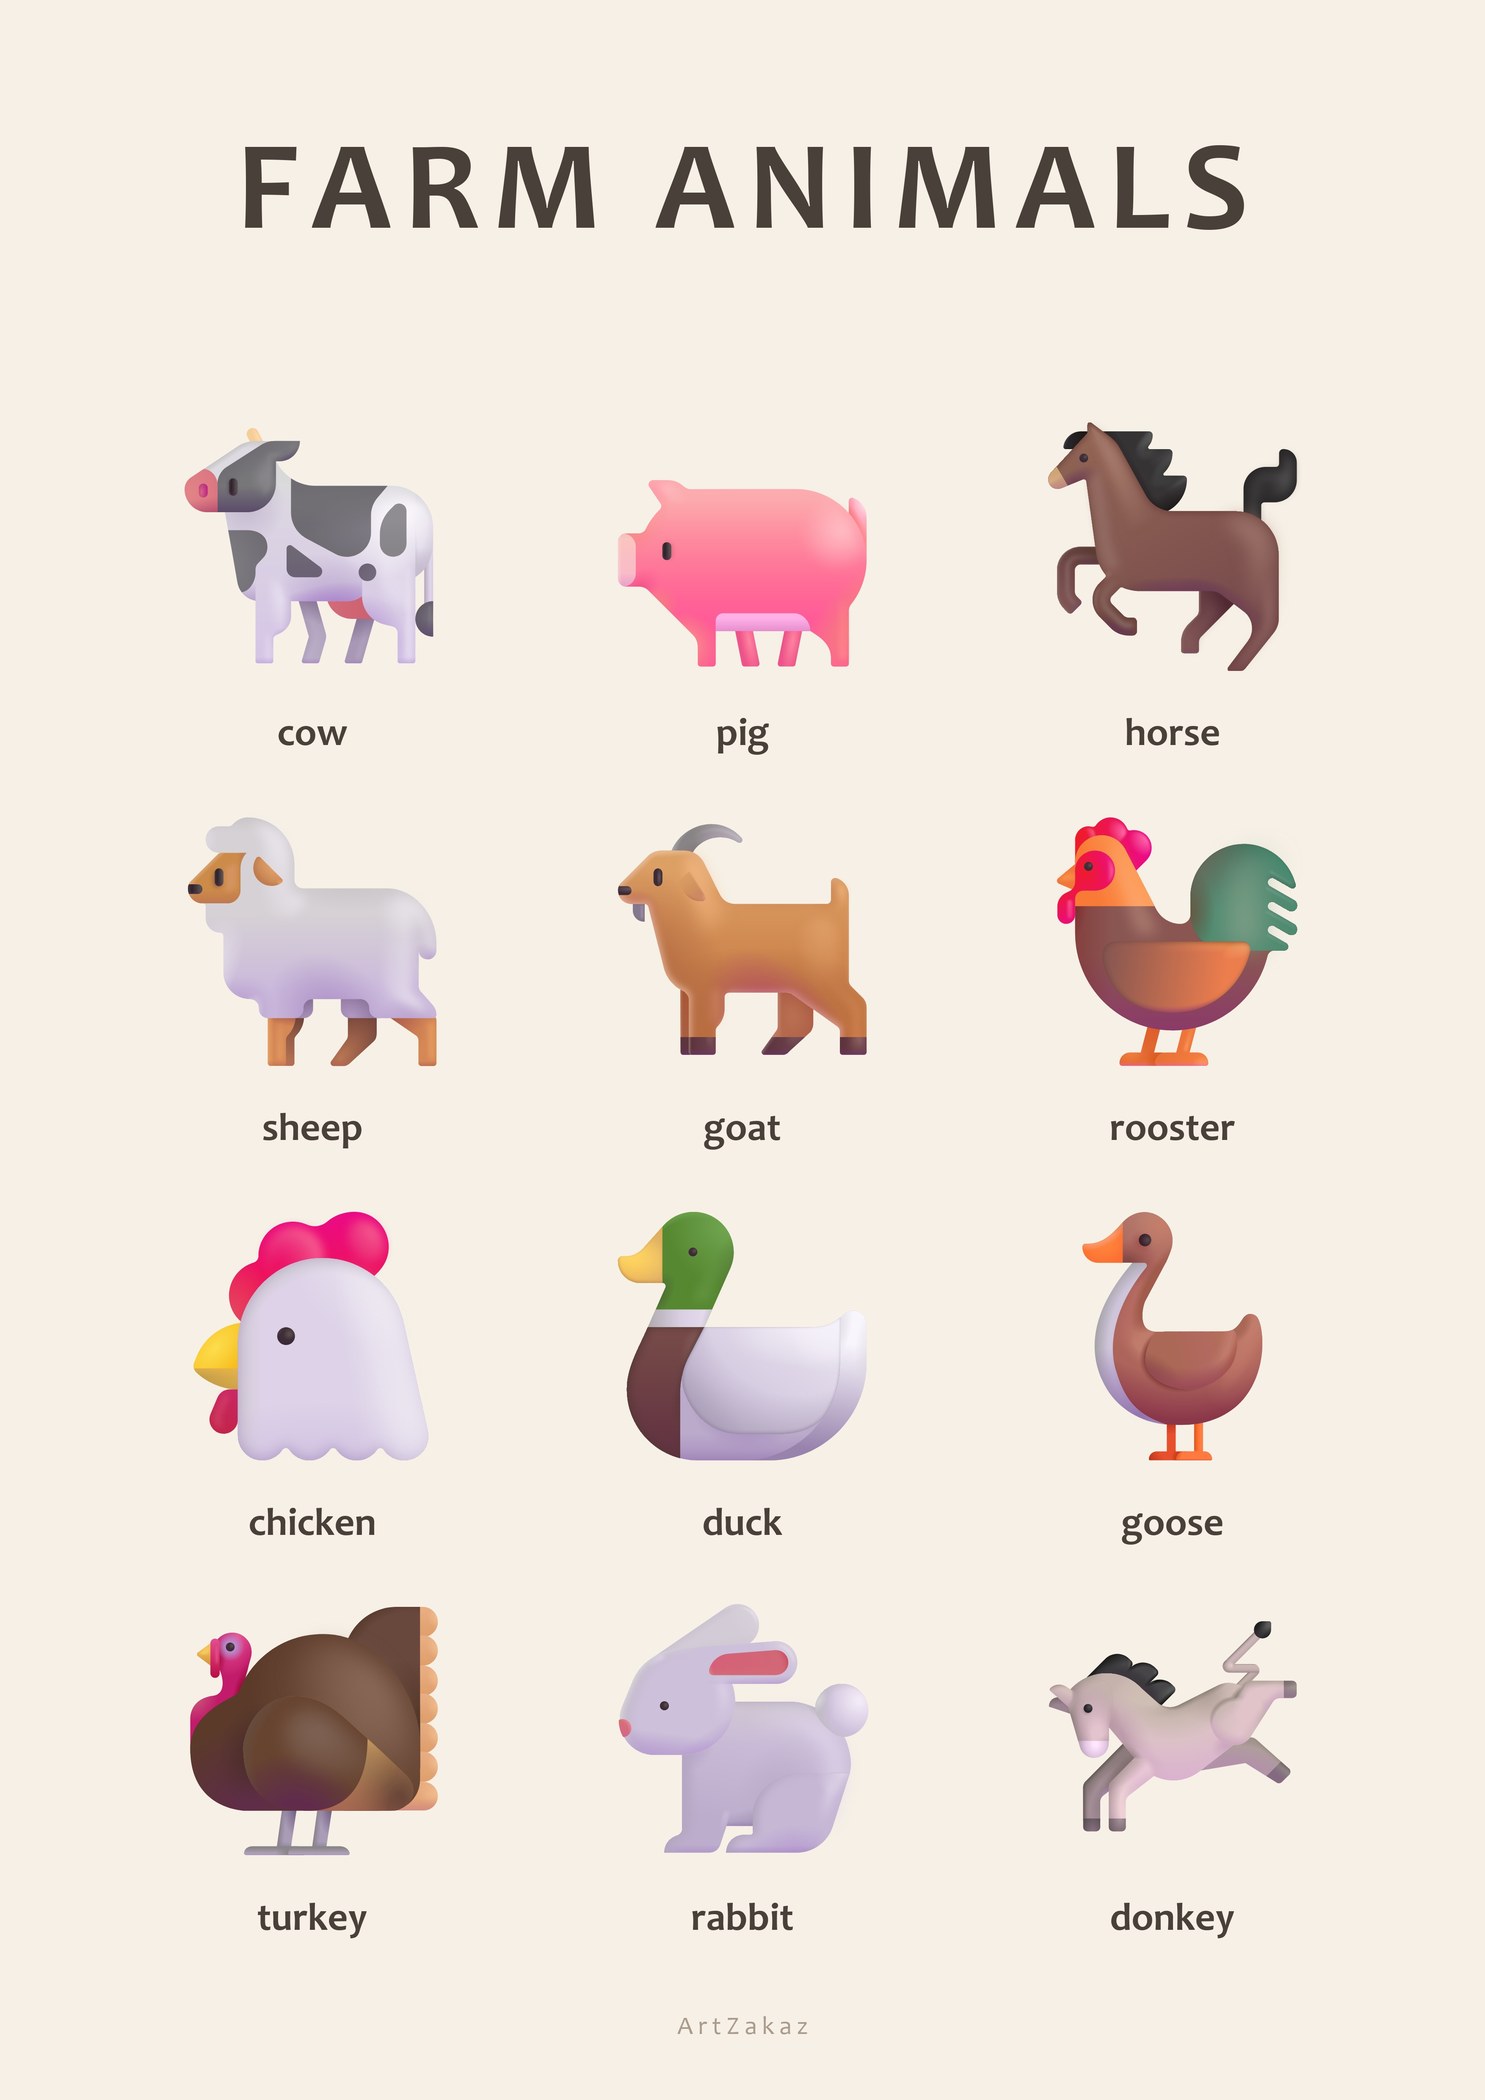 FARM ANIMALS
cow pig horse
sheep goat rooster
chicken duck goose
turkey rabbit donkey
ArtZakaz